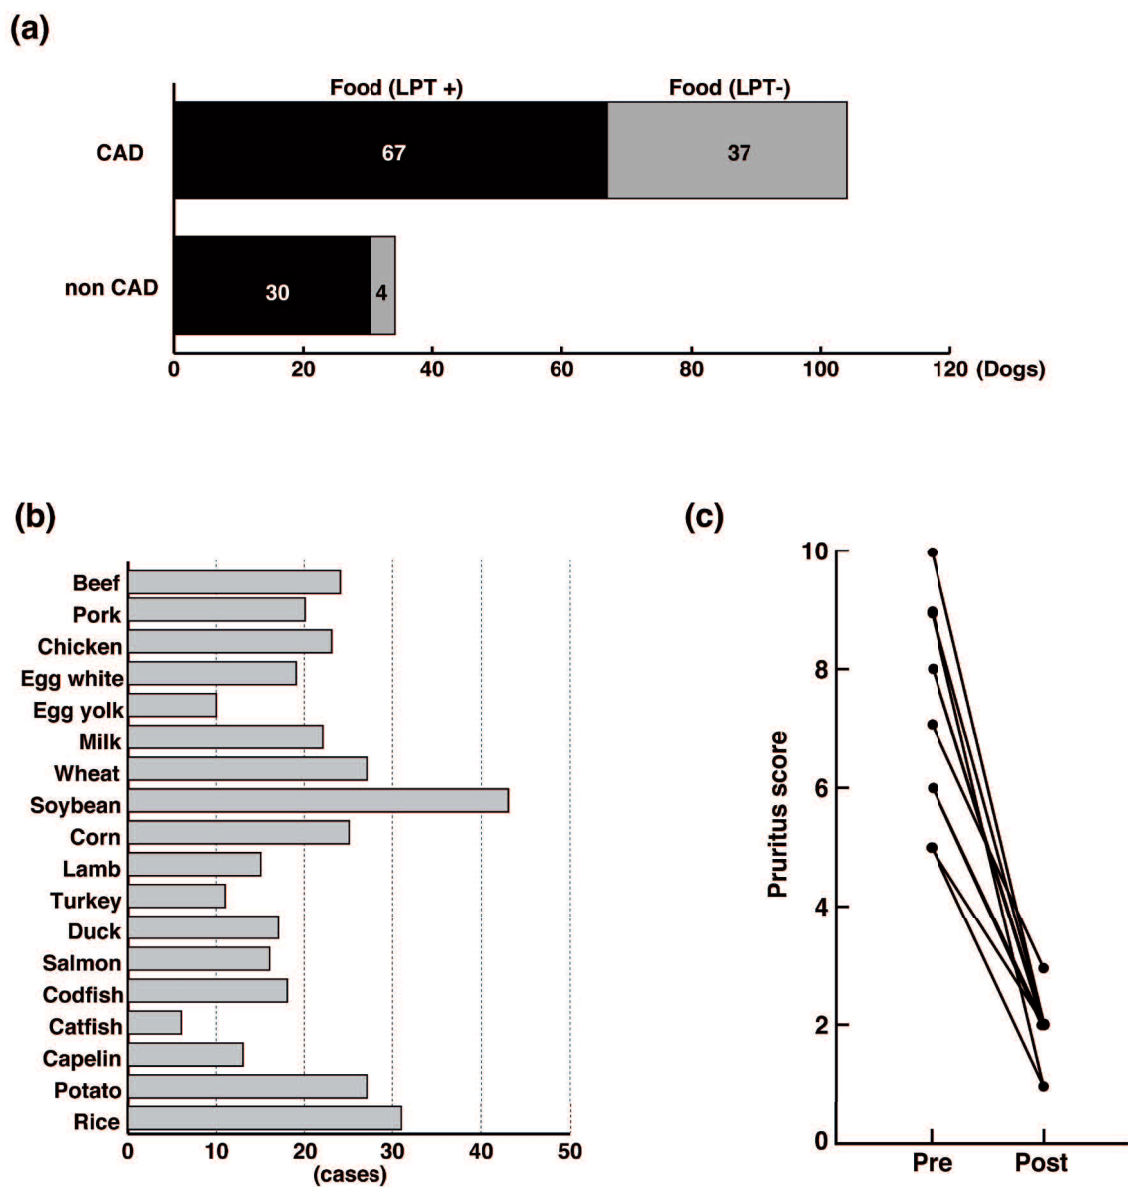 (a)
Food (LPT +) Food (LPT-)
CAD 67 37
non CAD 30 4
0 20 40 60 80 100 120 (Dogs)
(b)
Beef
Pork
Chicken
Egg white
Egg yolk
Milk
Wheat
Soybean
Corn
Lamb
Turkey
Duck
Salmon
Codfish
Catfish
Capelin
Potato
Rice
0 10 20 30 40 50
(cases)
(c)
Pruritus score
10
8
6
4
2
0
Pre Post